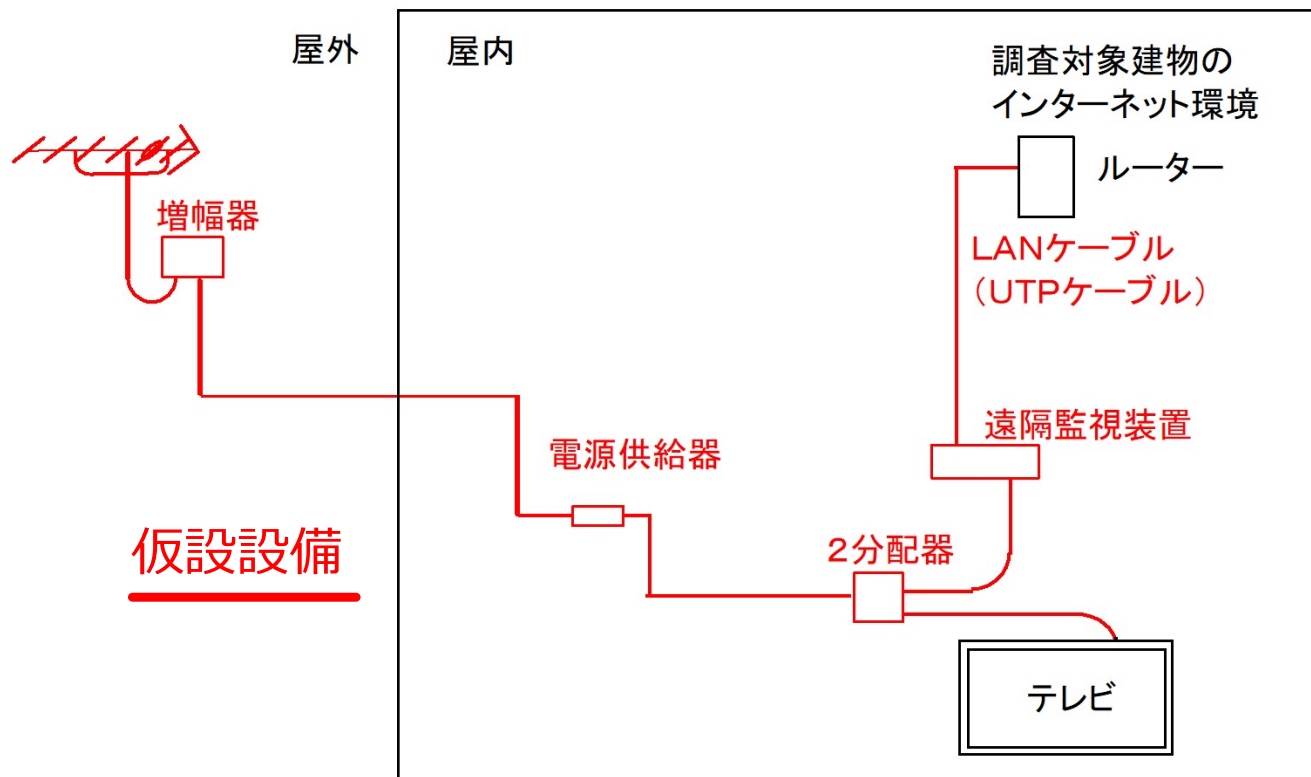 屋外
屋内
調査対象建物の
インターネット環境
ルーター
増幅器
LANケーブル
（UTPケーブル）
遠隔監視装置
電源供給器
仮設設備
２分配器
テレビ